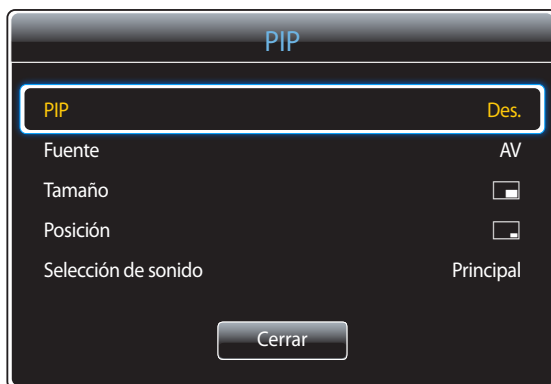 PIP
PIP Des.
Fuente AV
Tamaño
Posición
Selección de sonido Principal
Cerrar